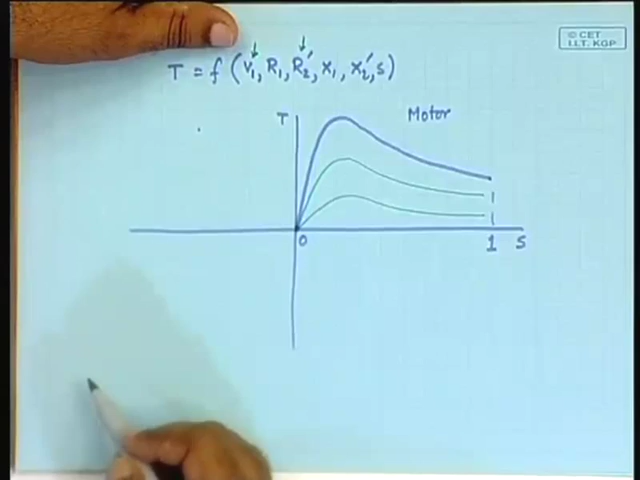 © CET
I.I.T. KGP
T = f (V₁, R₁, R₂', X₁, X₂', s)
T
Motor
0
1
S